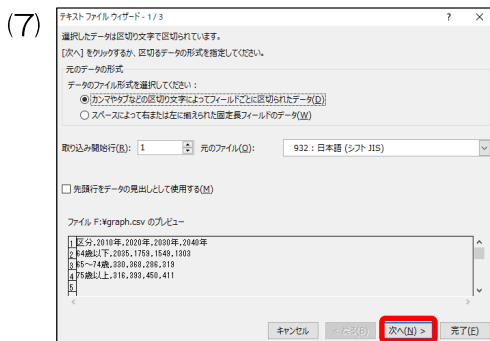 (7)
テキスト ファイル ウィザード - 1 / 3 ? ×
選択したデータは区切り文字で区切られています。
[次へ] をクリックするか、区切るデータの形式を指定してください。
元のデータの形式
データのファイル形式を選択してください：
カンマやタブなどの区切り文字によってフィールドごとに区切られたデータ(D)
スペースによって右または左に揃えられた固定長フィールドのデータ(W)
取り込み開始行(R): 1 元のファイル(O): 932 : 日本語 (シフト JIS)
先頭行をデータの見出しとして使用する(M)
ファイル F:¥graph.csv のプレビュー
1 区分,2010年,2020年,2030年,2040年
2 64歳以下,2035,1759,1549,1303
3 65～74歳,330,368,286,319
4 75歳以上,316,393,450,411
5
キャンセル < 戻る(B) 次へ(N) > 完了(F)